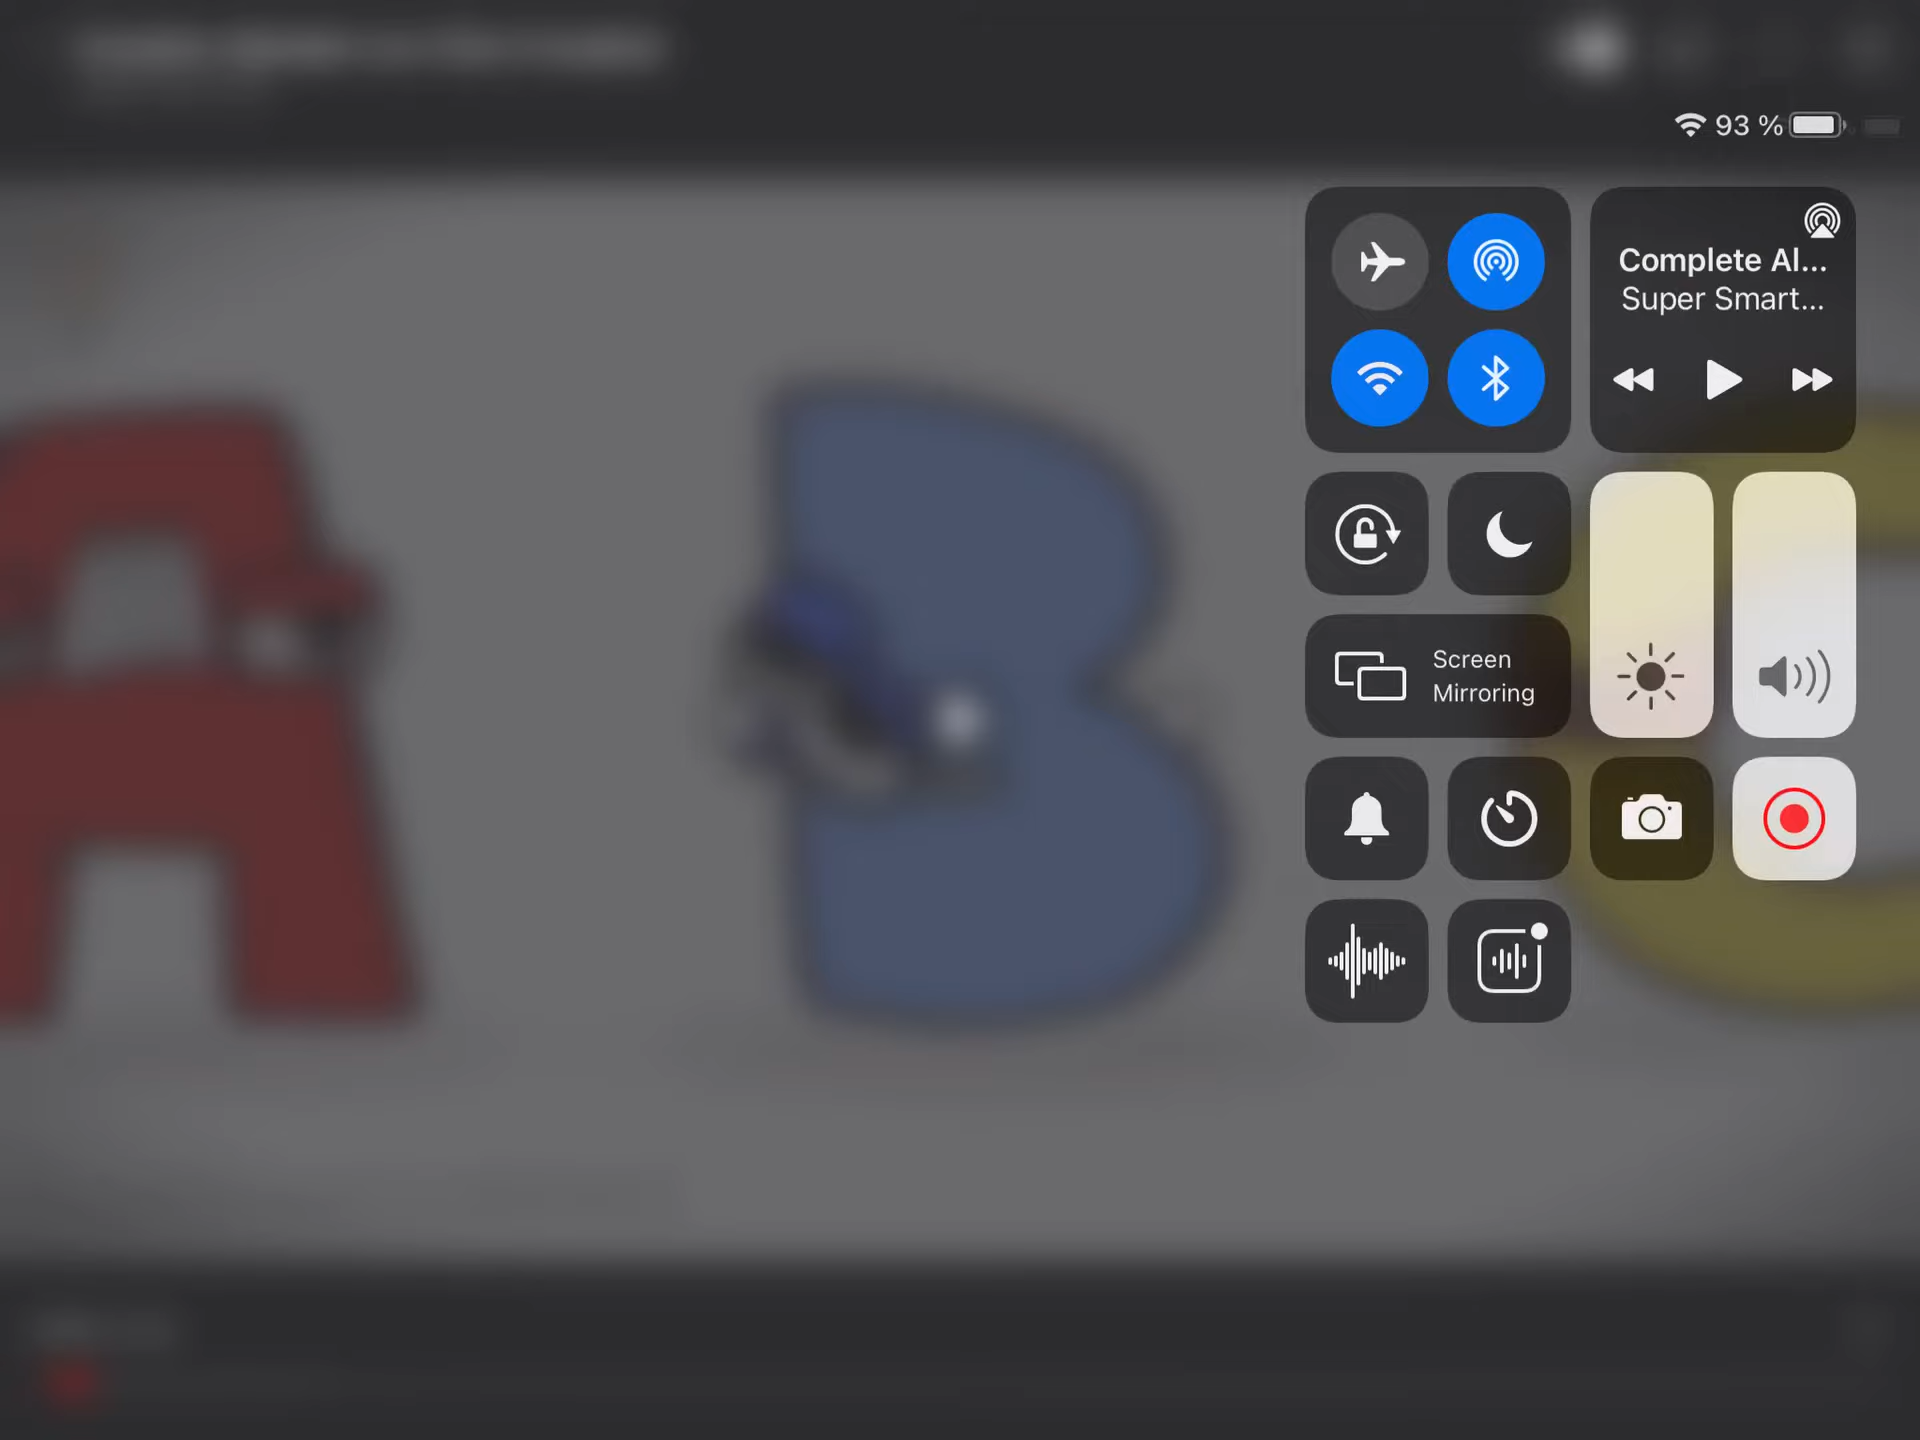 93 %
Complete Al...
Super Smart...
Screen
Mirroring
A
B